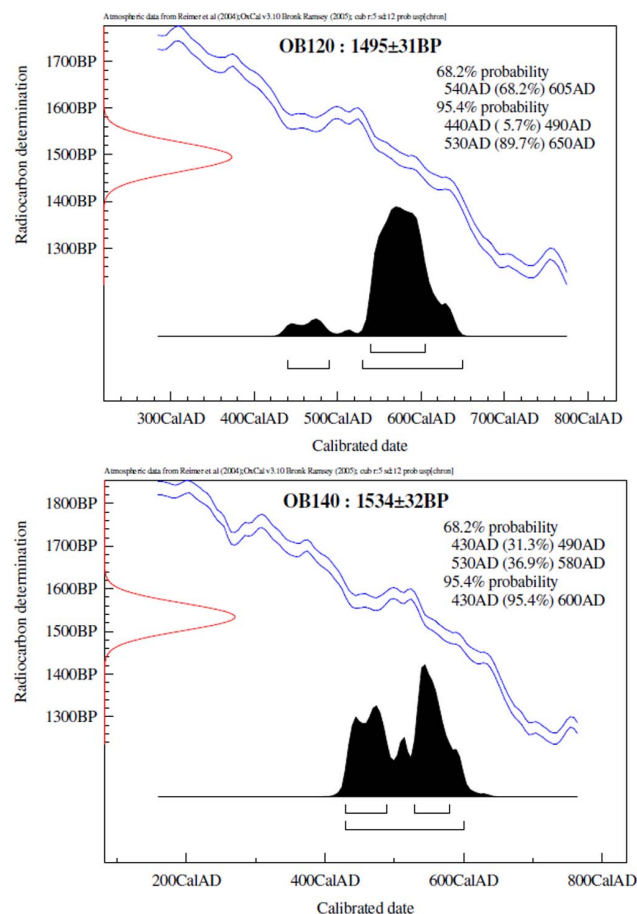 Atmospheric data from Reimer et al (2004);OxCal v3.10 Bronk Ramsey (2005); cub r:5 sd:12 prob usp[chron]
OB120 : 1495±31BP
68.2% probability
540AD (68.2%) 605AD
95.4% probability
440AD ( 5.7%) 490AD
530AD (89.7%) 650AD
Radiocarbon determination
1700BP
1600BP
1500BP
1400BP
1300BP
300CalAD 400CalAD 500CalAD 600CalAD 700CalAD 800CalAD
Calibrated date
Atmospheric data from Reimer et al (2004);OxCal v3.10 Bronk Ramsey (2005); cub r:5 sd:12 prob usp[chron]
OB140 : 1534±32BP
68.2% probability
430AD (31.3%) 490AD
530AD (36.9%) 580AD
95.4% probability
430AD (95.4%) 600AD
Radiocarbon determination
1800BP
1700BP
1600BP
1500BP
1400BP
1300BP
200CalAD 400CalAD 600CalAD 800CalAD
Calibrated date